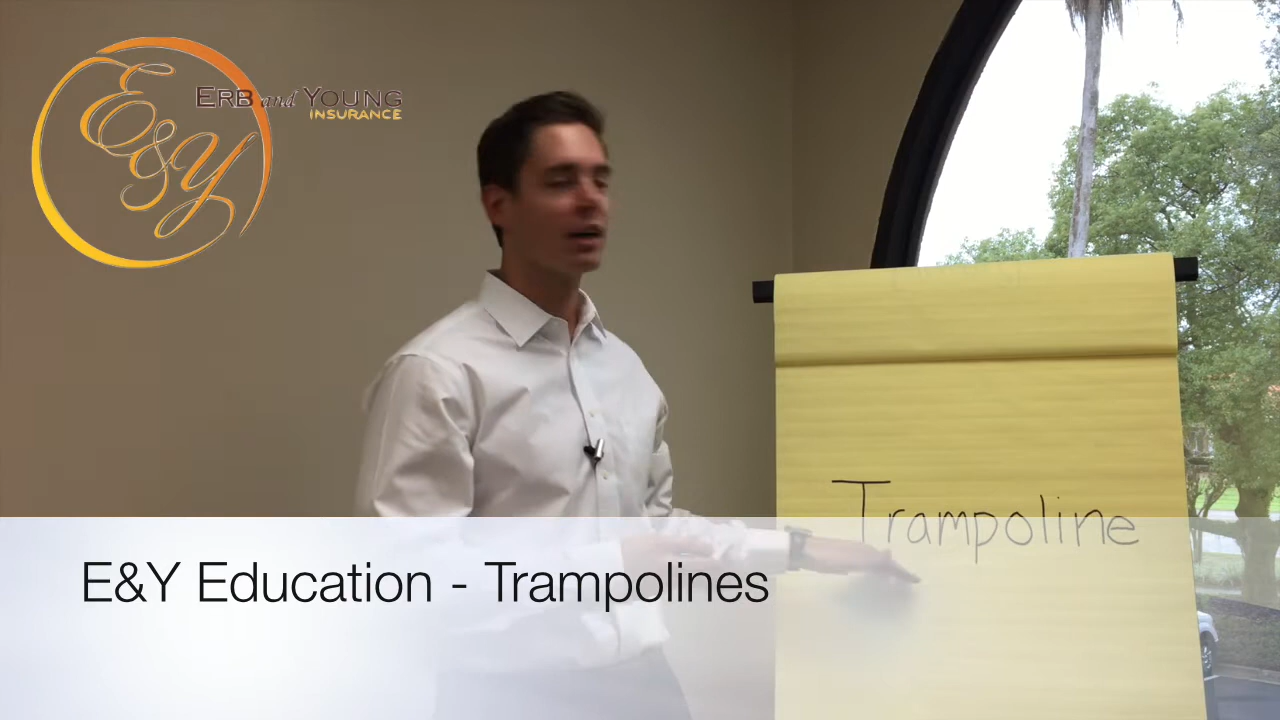 E&Y
ERB and YOUNG
INSURANCE
Trampoline
E&Y Education - Trampolines